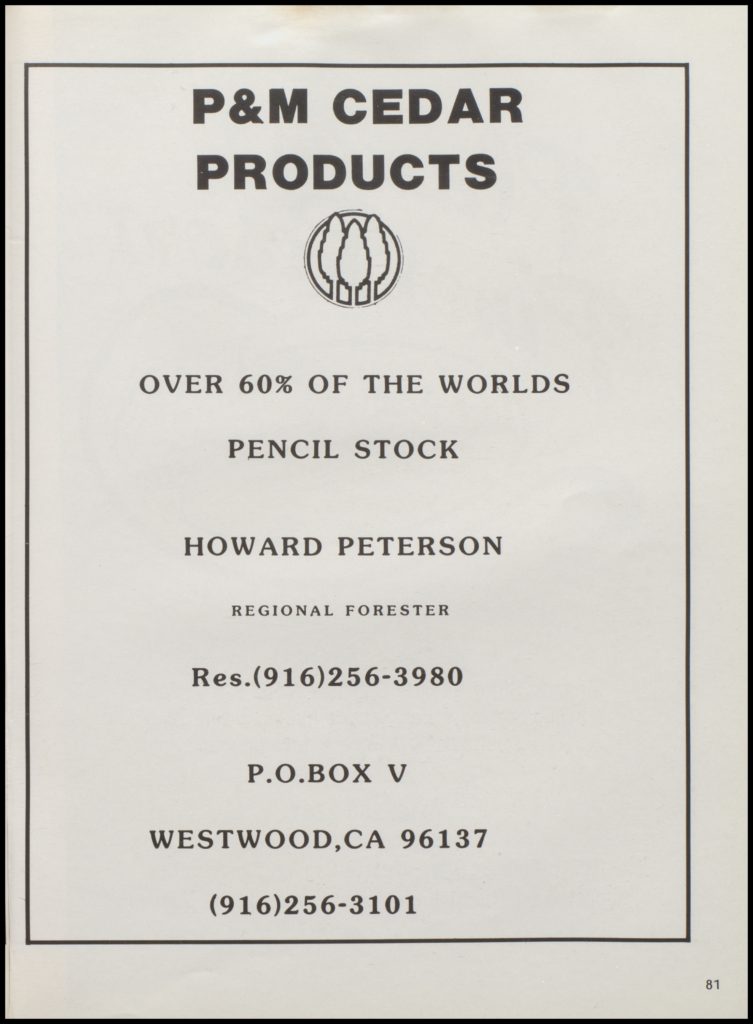 P&M CEDAR
PRODUCTS
OVER 60% OF THE WORLDS
PENCIL STOCK
HOWARD PETERSON
REGIONAL FORESTER
Res.(916)256-3980
P.O.BOX V
WESTWOOD,CA 96137
(916)256-3101
81